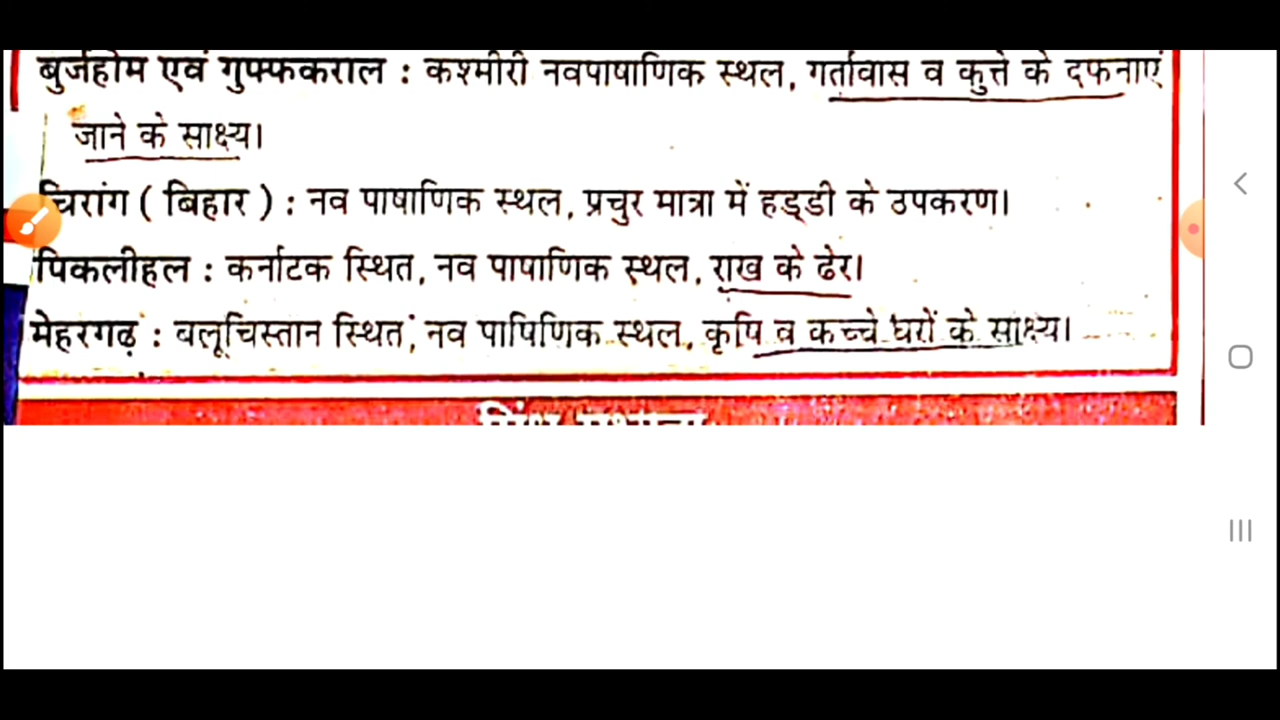 बुर्जहोम एवं गुफ्फकराल : कश्मीरी नवपाषाणिक स्थल, गर्तावास व कुत्ते के दफनाएं
जाने के साक्ष्य।
चिरांग ( बिहार ) : नव पाषाणिक स्थल, प्रचुर मात्रा में हड्डी के उपकरण।
पिकलीहल : कर्नाटक स्थित, नव पाषाणिक स्थल, राख के ढेर।
मेहरगढ़ : बलूचिस्तान स्थित, नव पापिणिक स्थल, कृषि व कच्चे घरों के साक्ष्य।